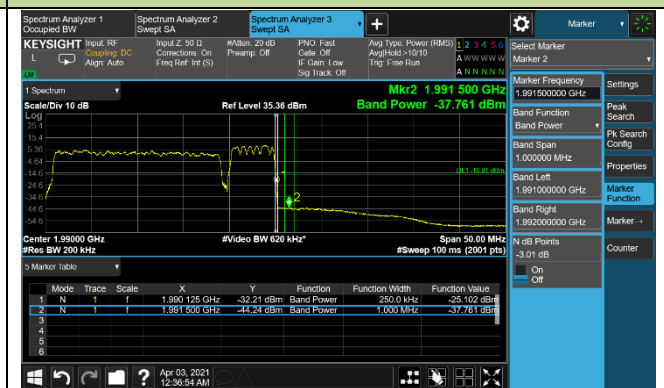 Spectrum Analyzer 1
Occupied BW
Spectrum Analyzer 2
Swept SA
Spectrum Analyzer 3
Swept SA
Marker
KEYSIGHT
L
Input: RF
Coupling: DC
Align: Auto
Input Z: 50 Ω
Corrections: On
Freq Ref: Int (S)
#Atten: 20 dB
Preamp: Off
PNO: Fast
Gate: Off
IF Gain: Low
Sig Track: Off
Avg Type: Power (RMS)
Avg|Hold:>10/10
Trig: Free Run
1 2 3 4 5 6
A W W W W W
A N N N N N
Select Marker
Marker 2
LU
1 Spectrum
Scale/Div 10 dB
Log
Ref Level 35.36 dBm
Mkr2 1.991 500 GHz
Band Power -37.761 dBm
25.4
15.4
5.36
-4.64
-14.6
-24.6
-34.6
-44.6
-54.6
DL1 -16.01 dBm
2
Center 1.99000 GHz
#Res BW 200 kHz
#Video BW 620 kHz*
Span 50.00 MHz
#Sweep 100 ms (2001 pts)
5 Marker Table
Mode Trace Scale X Y Function Function Width Function Value
1 N 1 f 1.990 125 GHz -32.21 dBm Band Power 250.0 kHz -25.102 dBm
2 N 1 f 1.991 500 GHz -44.24 dBm Band Power 1.000 MHz -37.761 dBm
3
4
5
6
Marker Frequency
1.991500000 GHz
Band Function
Band Power
Band Span
1.000000 MHz
Band Left
1.991000000 GHz
Band Right
1.992000000 GHz
N dB Points
-3.01 dB
On
Off
Settings
Peak
Search
Pk Search
Config
Properties
Marker
Function
Marker→
Counter
?
Apr 03, 2021
12:36:54 AM